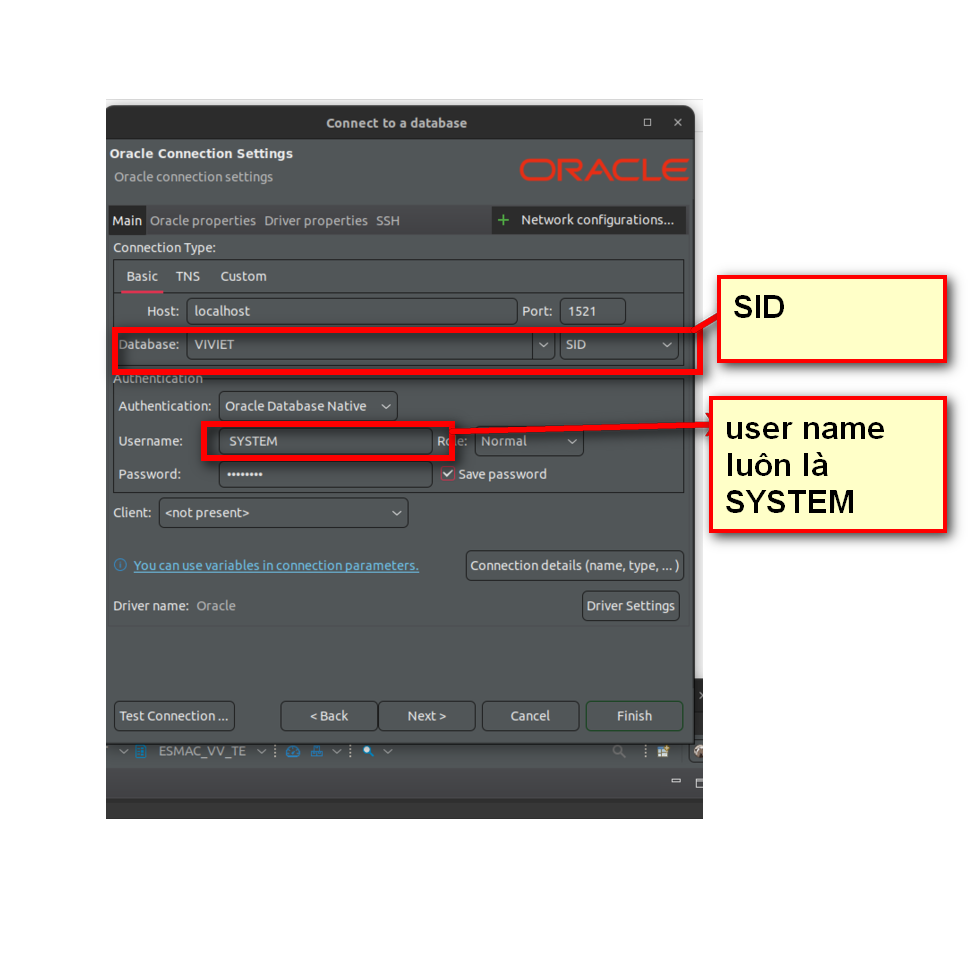 Connect to a database
Oracle Connection Settings
Oracle connection settings
ORACLE
Main Oracle properties Driver properties SSH + Network configurations...
Connection Type:
Basic TNS Custom
Host: localhost Port: 1521
Database: VIVIET SID
SID
Authentication
Authentication: Oracle Database Native
Username: SYSTEM Role: Normal
user name
luôn là
SYSTEM
Password: •••••••• Save password
Client: <not present>
You can use variables in connection parameters. Connection details (name, type, ... )
Driver name: Oracle Driver Settings
Test Connection ... < Back Next > Cancel Finish
ESMAC_VV_TE